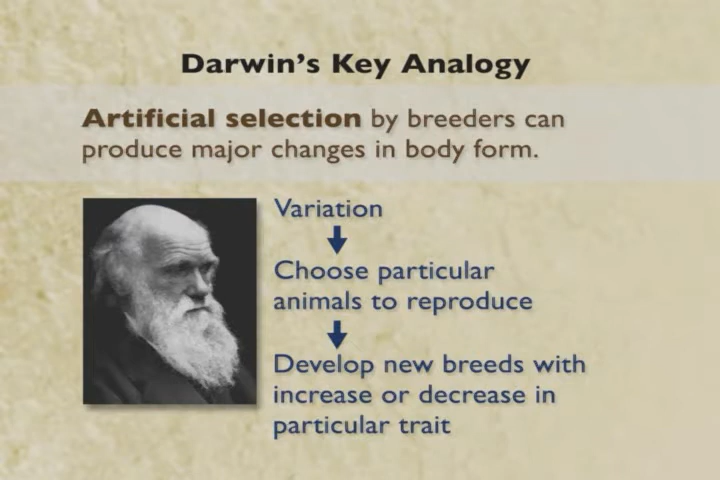 Darwin's Key Analogy
Artificial selection by breeders can
produce major changes in body form.
Variation
Choose particular
animals to reproduce
Develop new breeds with
increase or decrease in
particular trait